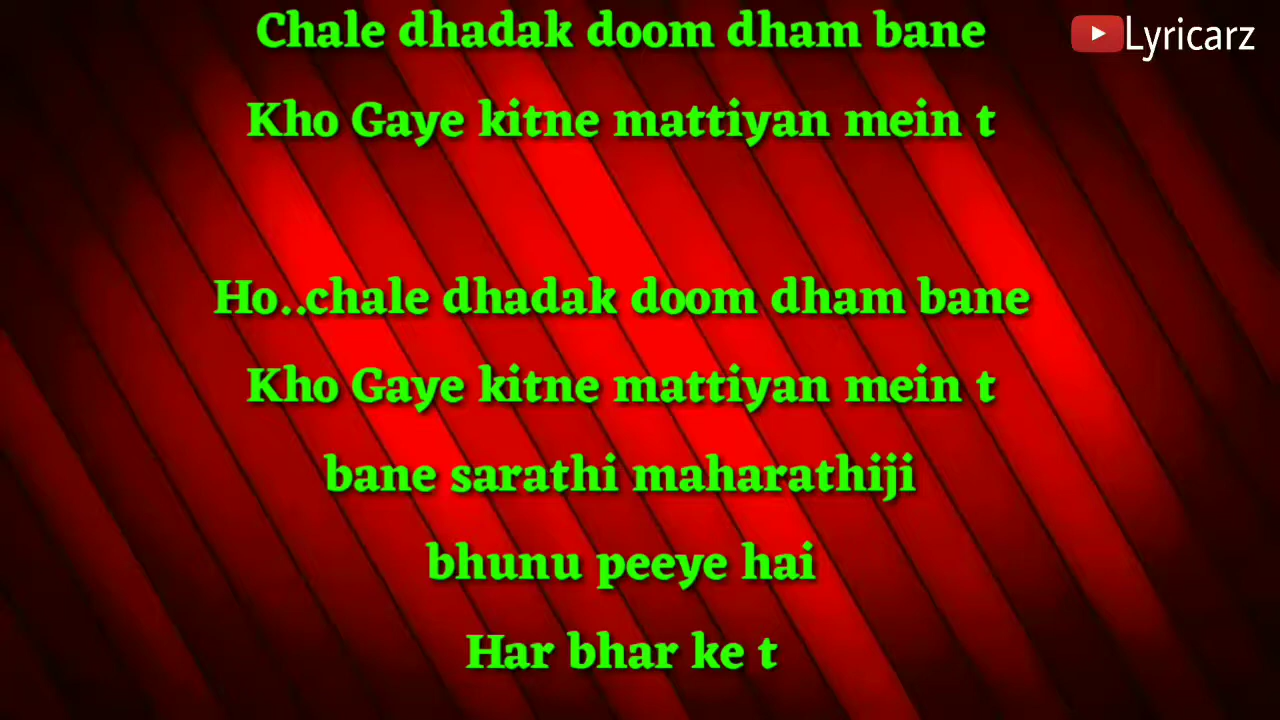 Lyricarz
Chale dhadak doom dham bane
Kho Gaye kitne mattiyan mein t
Ho..chale dhadak doom dham bane
Kho Gaye kitne mattiyan mein t
bane sarathi maharathiji
bhunu peeye hai
Har bhar ke t